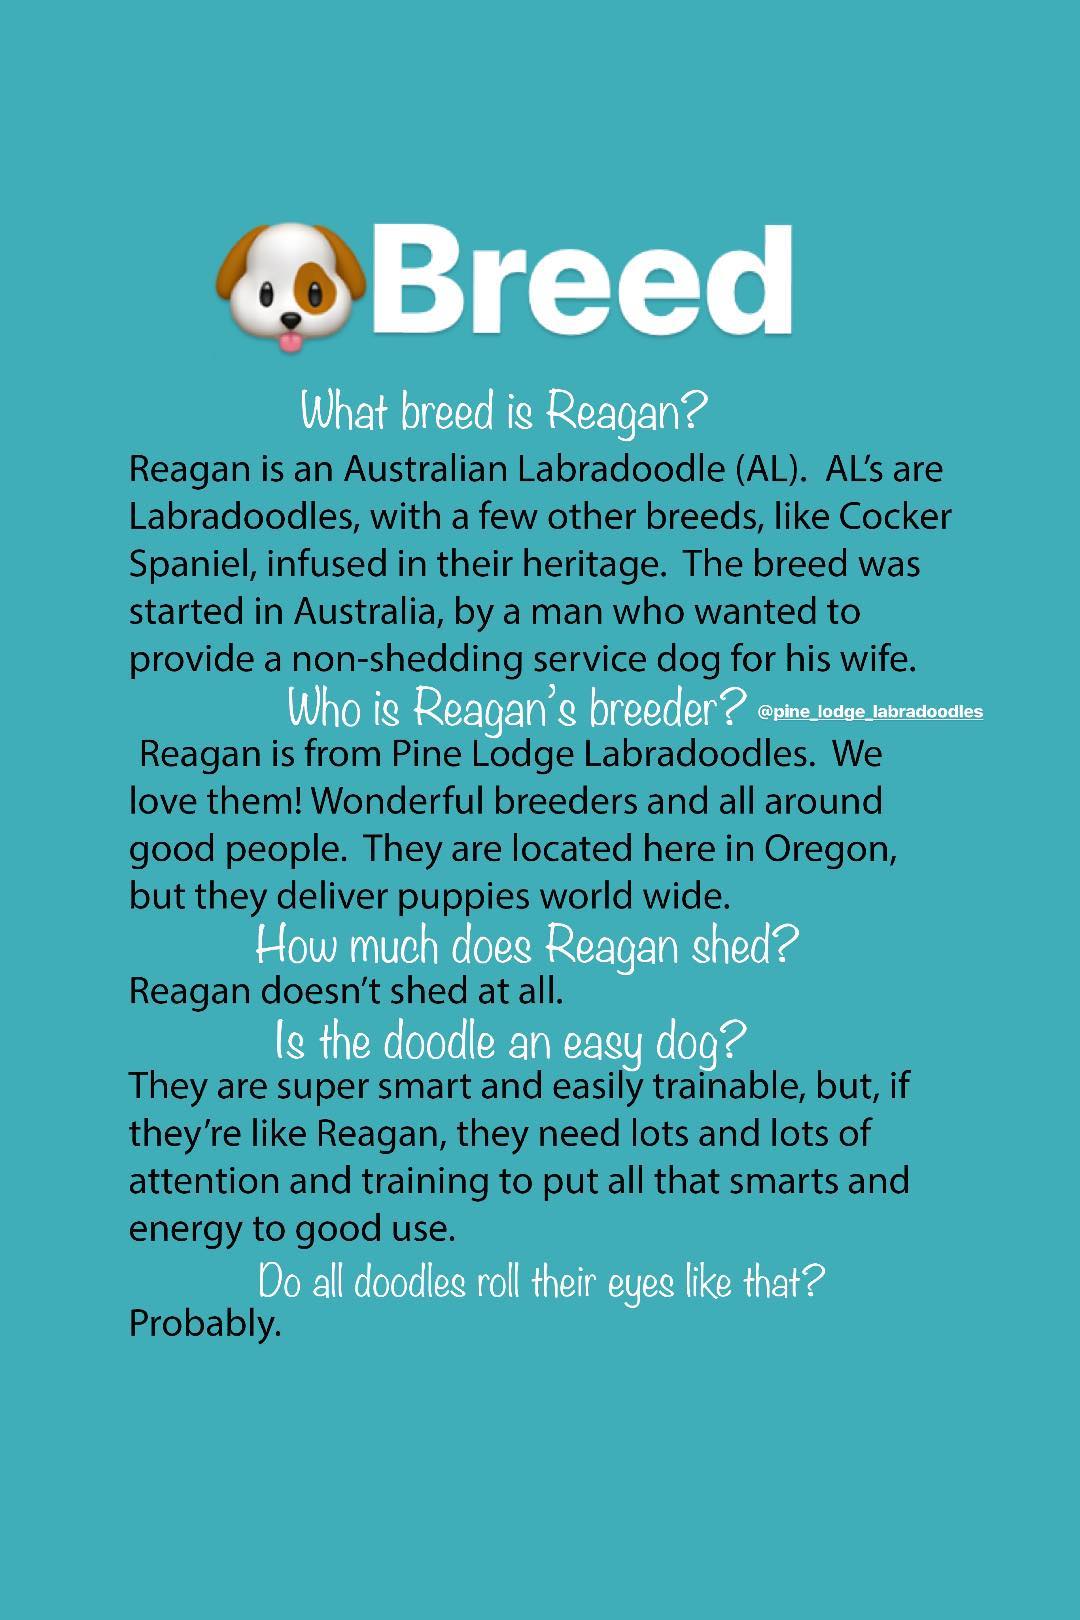 🐶Breed
What breed is Reagan?
Reagan is an Australian Labradoodle (AL).  AL’s are
Labradoodles, with a few other breeds, like Cocker
Spaniel, infused in their heritage.  The breed was
started in Australia, by a man who wanted to
provide a non-shedding service dog for his wife.
Who is Reagan’s breeder? @pine_lodge_labradoodles
Reagan is from Pine Lodge Labradoodles.  We
love them! Wonderful breeders and all around
good people.  They are located here in Oregon,
but they deliver puppies world wide.
How much does Reagan shed?
Reagan doesn’t shed at all.
Is the doodle an easy dog?
They are super smart and easily trainable, but, if
they’re like Reagan, they need lots and lots of
attention and training to put all that smarts and
energy to good use.
Do all doodles roll their eyes like that?
Probably.